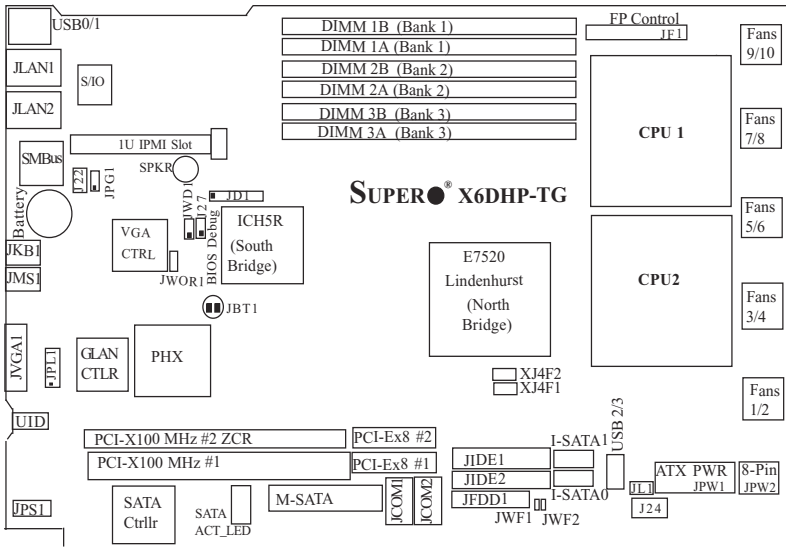 USB0/1
JLAN1
JLAN2
S/IO
DIMM 1B (Bank 1)
DIMM 1A (Bank 1)
DIMM 2B (Bank 2)
DIMM 2A (Bank 2)
DIMM 3B (Bank 3)
DIMM 3A (Bank 3)
FP Control
JF1
Fans
9/10
CPU 1
Fans
7/8
1U IPMI Slot
SMBus
J22
JPG1
SPKR
Battery
JWD1
J27
JD1
SUPER® X6DHP-TG
BIOS Debug
ICH5R
(South
Bridge)
VGA
CTRL
JWOR1
JKB1
JMS1
JBT1
E7520
Lindenhurst
(North
Bridge)
CPU2
Fans
5/6
Fans
3/4
JVGA1
JPL1
GLAN
CTLR
PHX
XJ4F2
XJ4F1
Fans
1/2
UID
PCI-X100 MHz #2 ZCR
PCI-X100 MHz #1
PCI-Ex8 #2
PCI-Ex8 #1
JIDE1
JIDE2
JFDD1
I-SATA1
I-SATA0
USB 2/3
ATX PWR
JPW1
8-Pin
JPW2
JL1
J24
JPS1
SATA
Ctrllr
SATA
ACT_LED
M-SATA
JCOM1
JCOM2
JWF1
JWF2